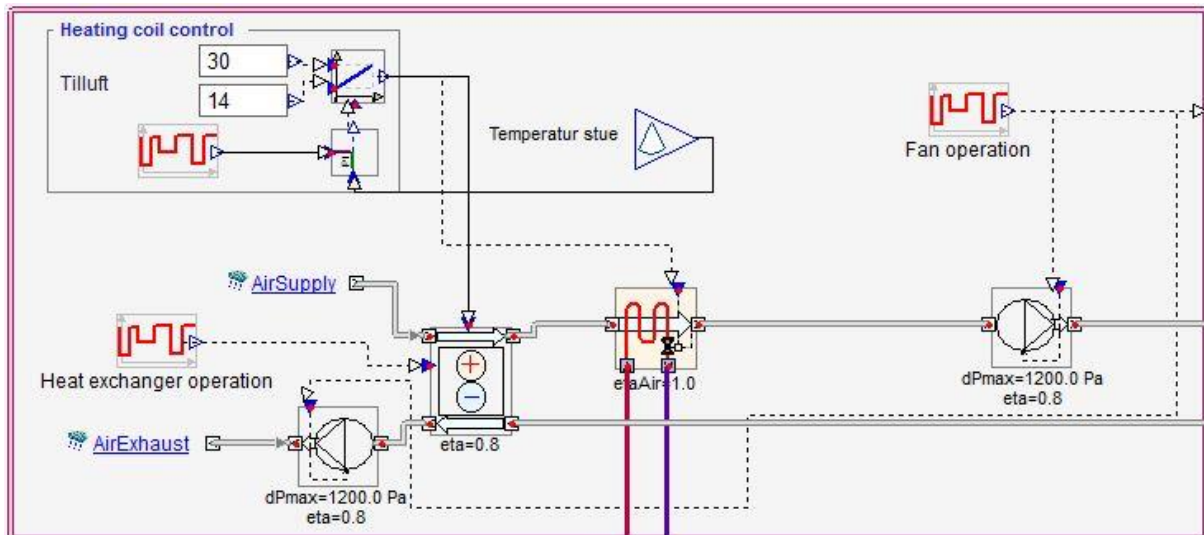 Heating coil control
30
Tilluft
14
Temperatur stue
Fan operation
AirSupply
Heat exchanger operation
etaAir=1.0
dPmax=1200.0 Pa
eta=0.8
AirExhaust
eta=0.8
dPmax=1200.0 Pa
eta=0.8